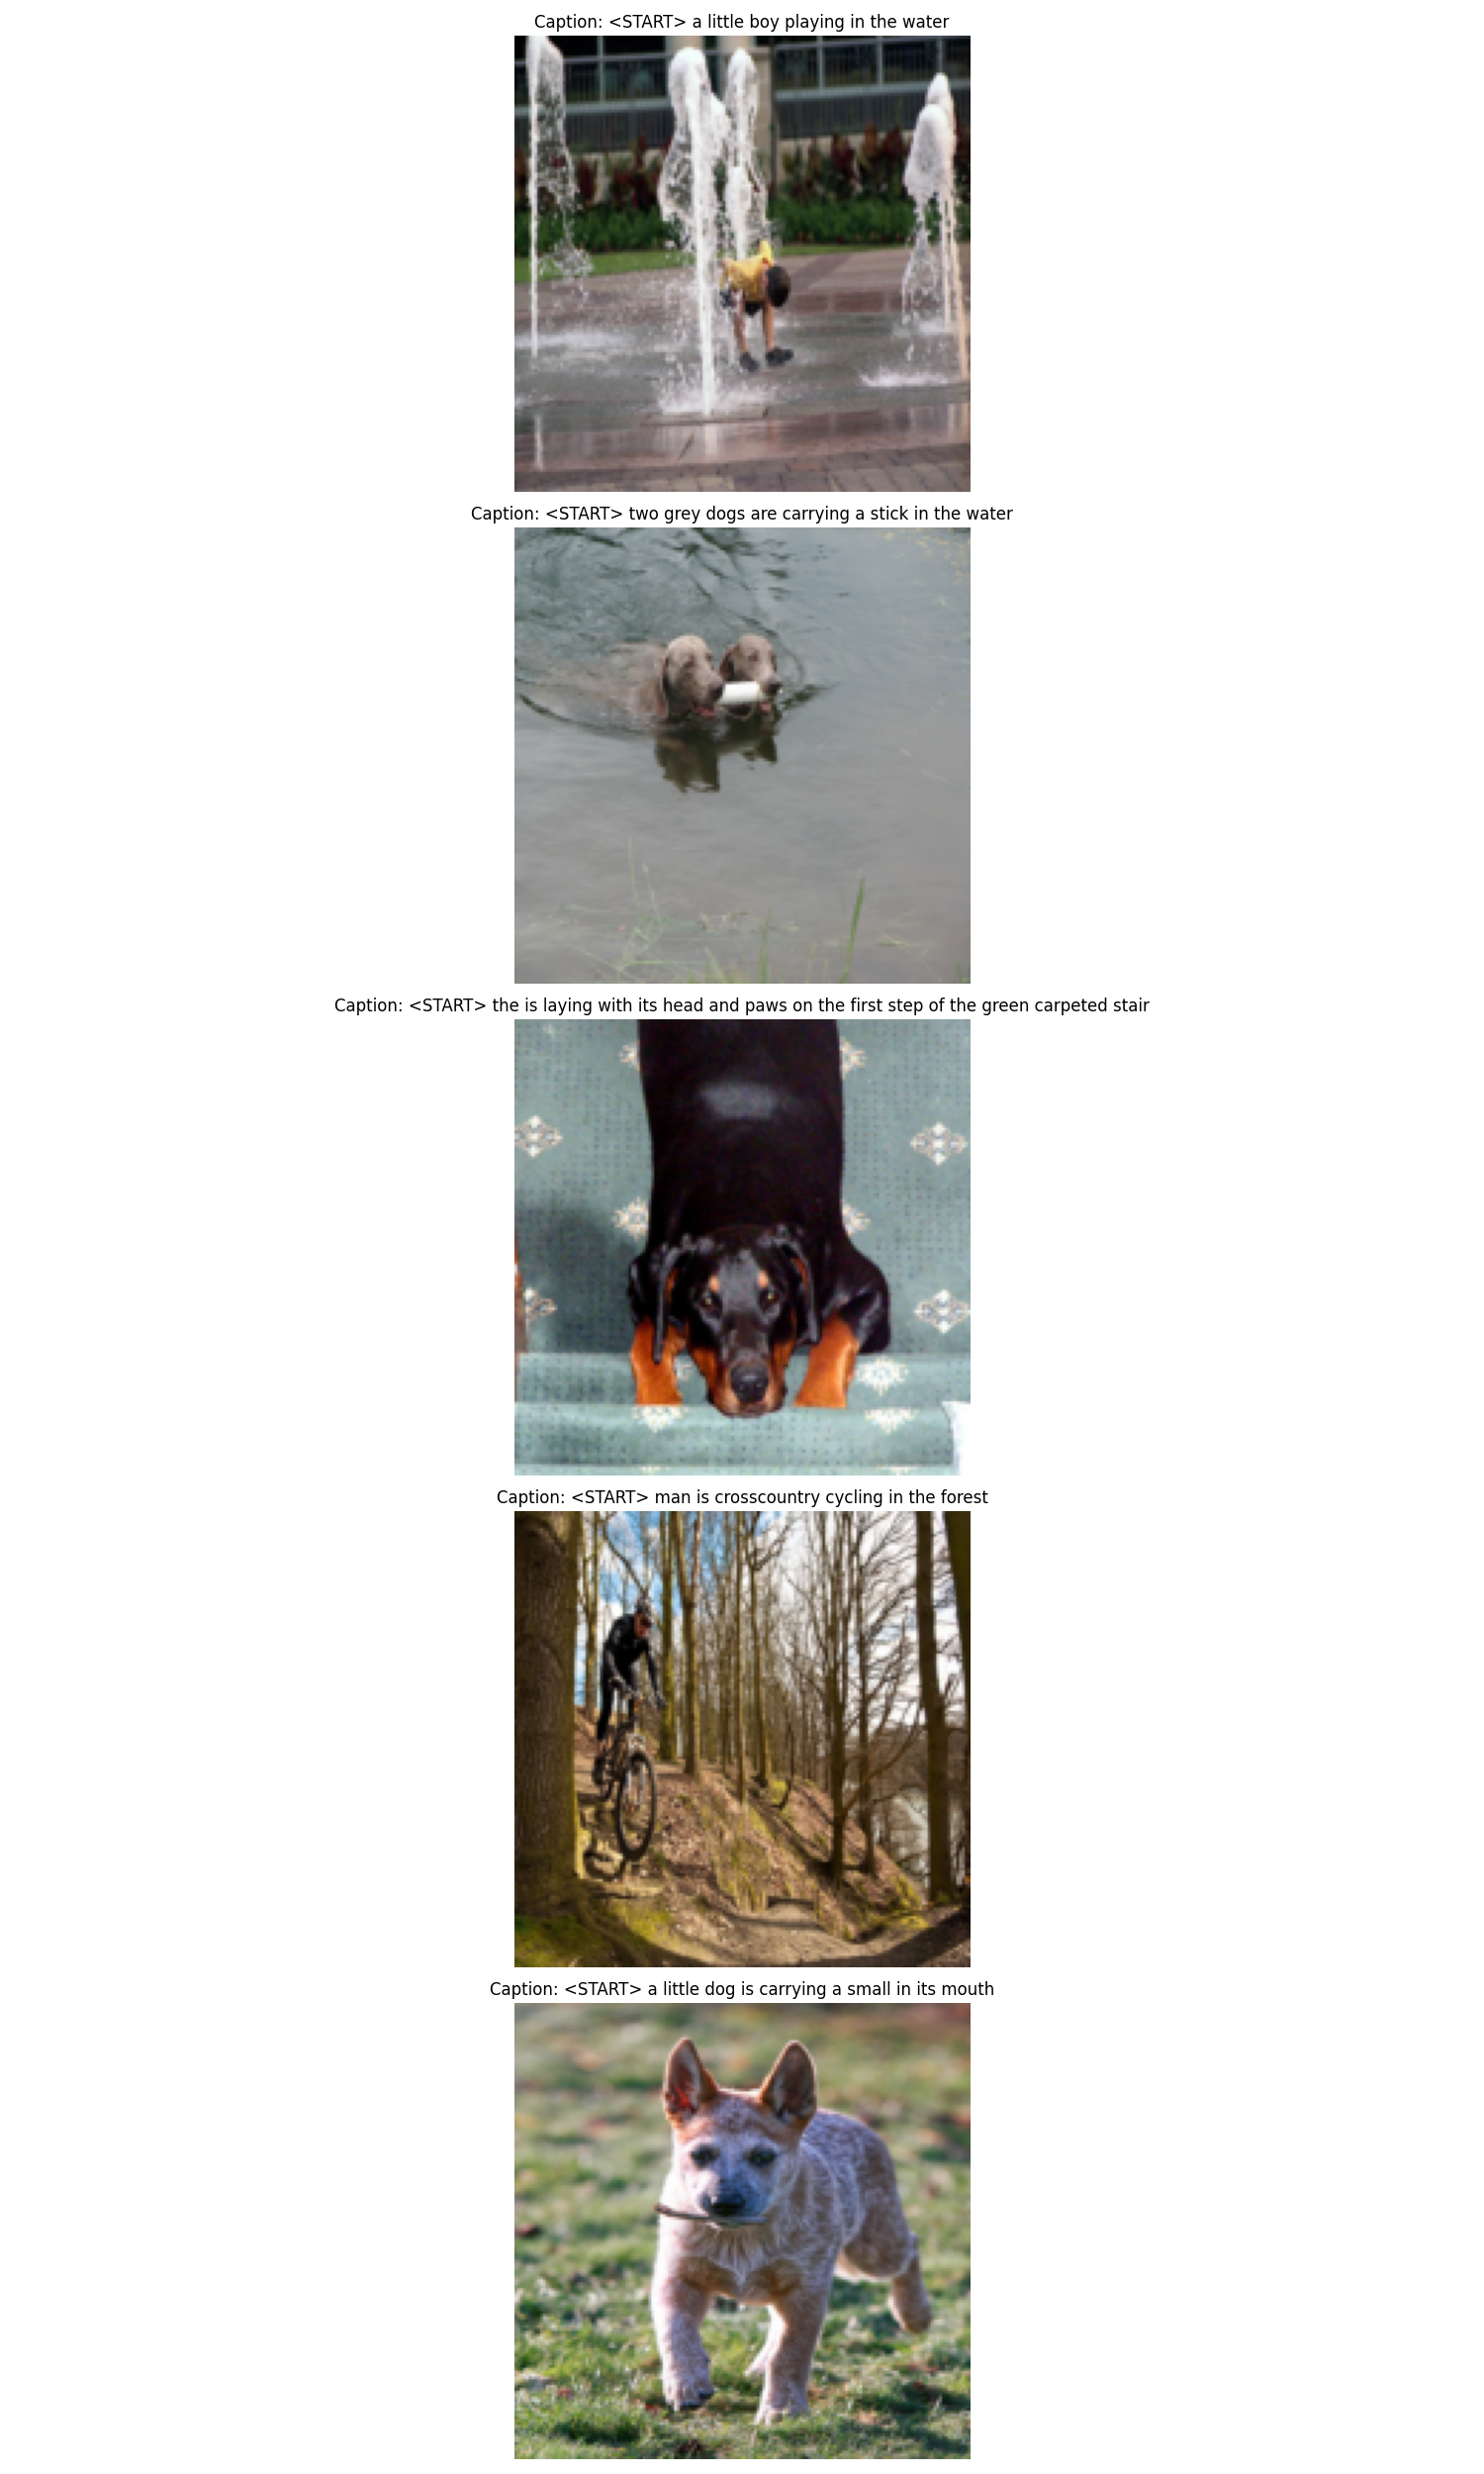 Caption: <START> a little boy playing in the water
Caption: <START> two grey dogs are carrying a stick in the water
Caption: <START> the is laying with its head and paws on the first step of the green carpeted stair
Caption: <START> man is crosscountry cycling in the forest
Caption: <START> a little dog is carrying a small in its mouth